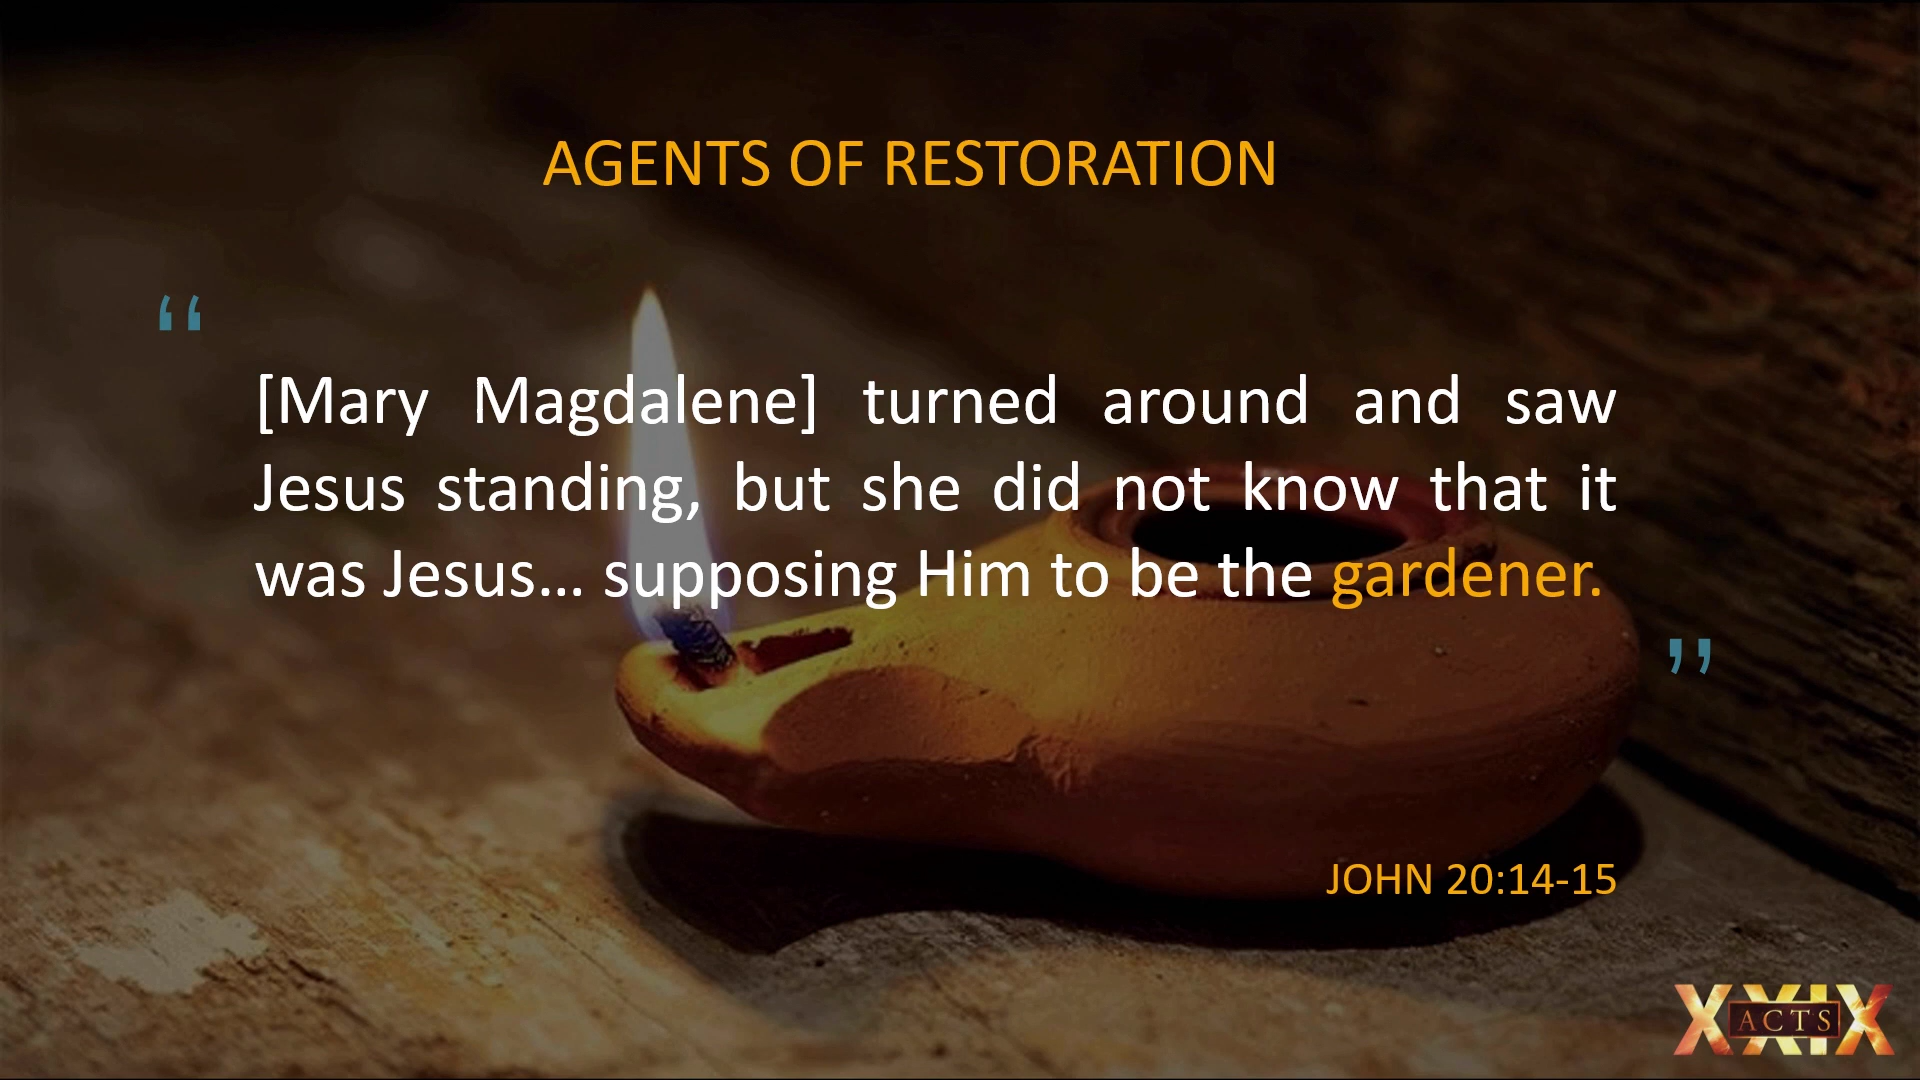 AGENTS OF RESTORATION
“
[Mary Magdalene] turned around and saw
Jesus standing, but she did not know that it
was Jesus… supposing Him to be the gardener.
”
JOHN 20:14-15
XXIX
ACTS